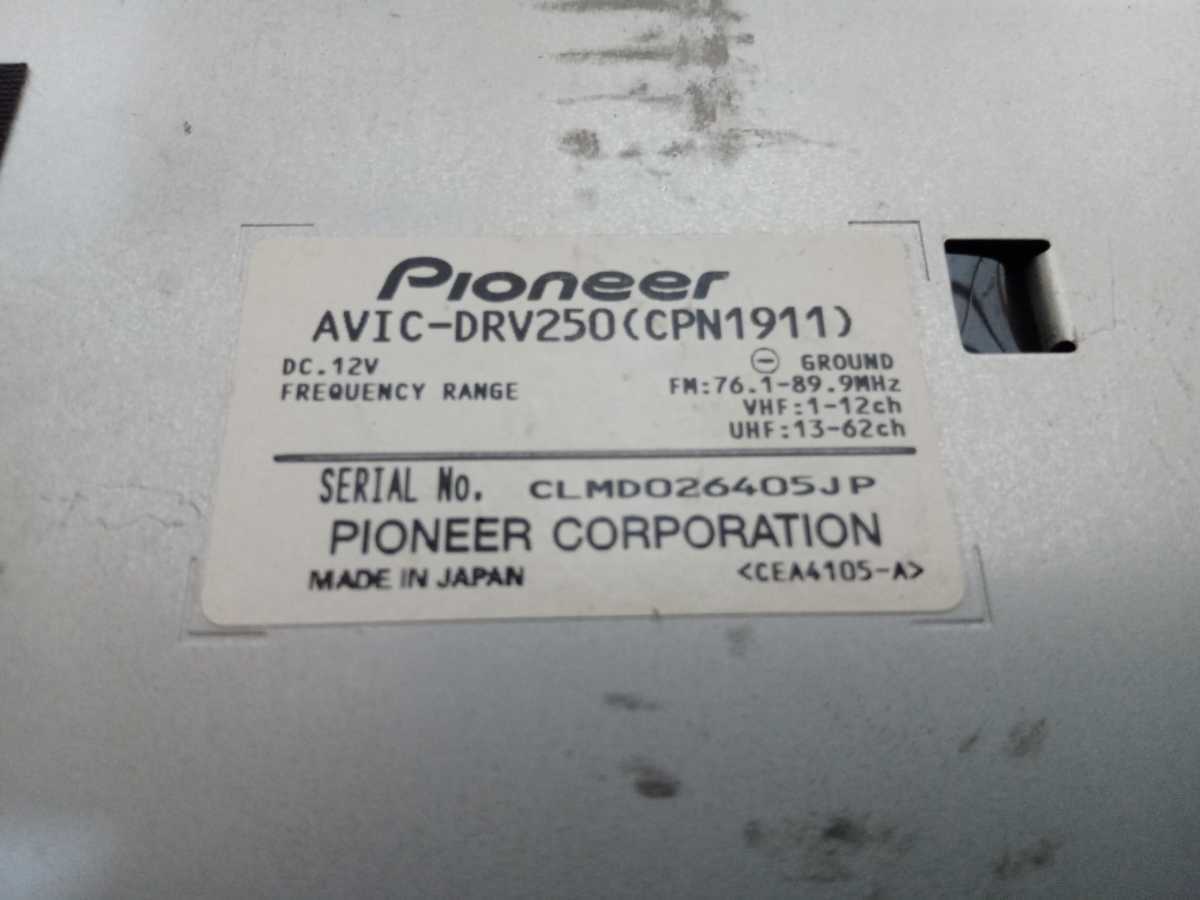 Pioneer
AVIC-DRV250(CPN1911)
DC.12V ⊖ GROUND
FREQUENCY RANGE FM:76.1-89.9MHz
VHF:1-12ch
UHF:13-62ch
SERIAL No. CLMD026405JP
PIONEER CORPORATION
MADE IN JAPAN <CEA4105-A>